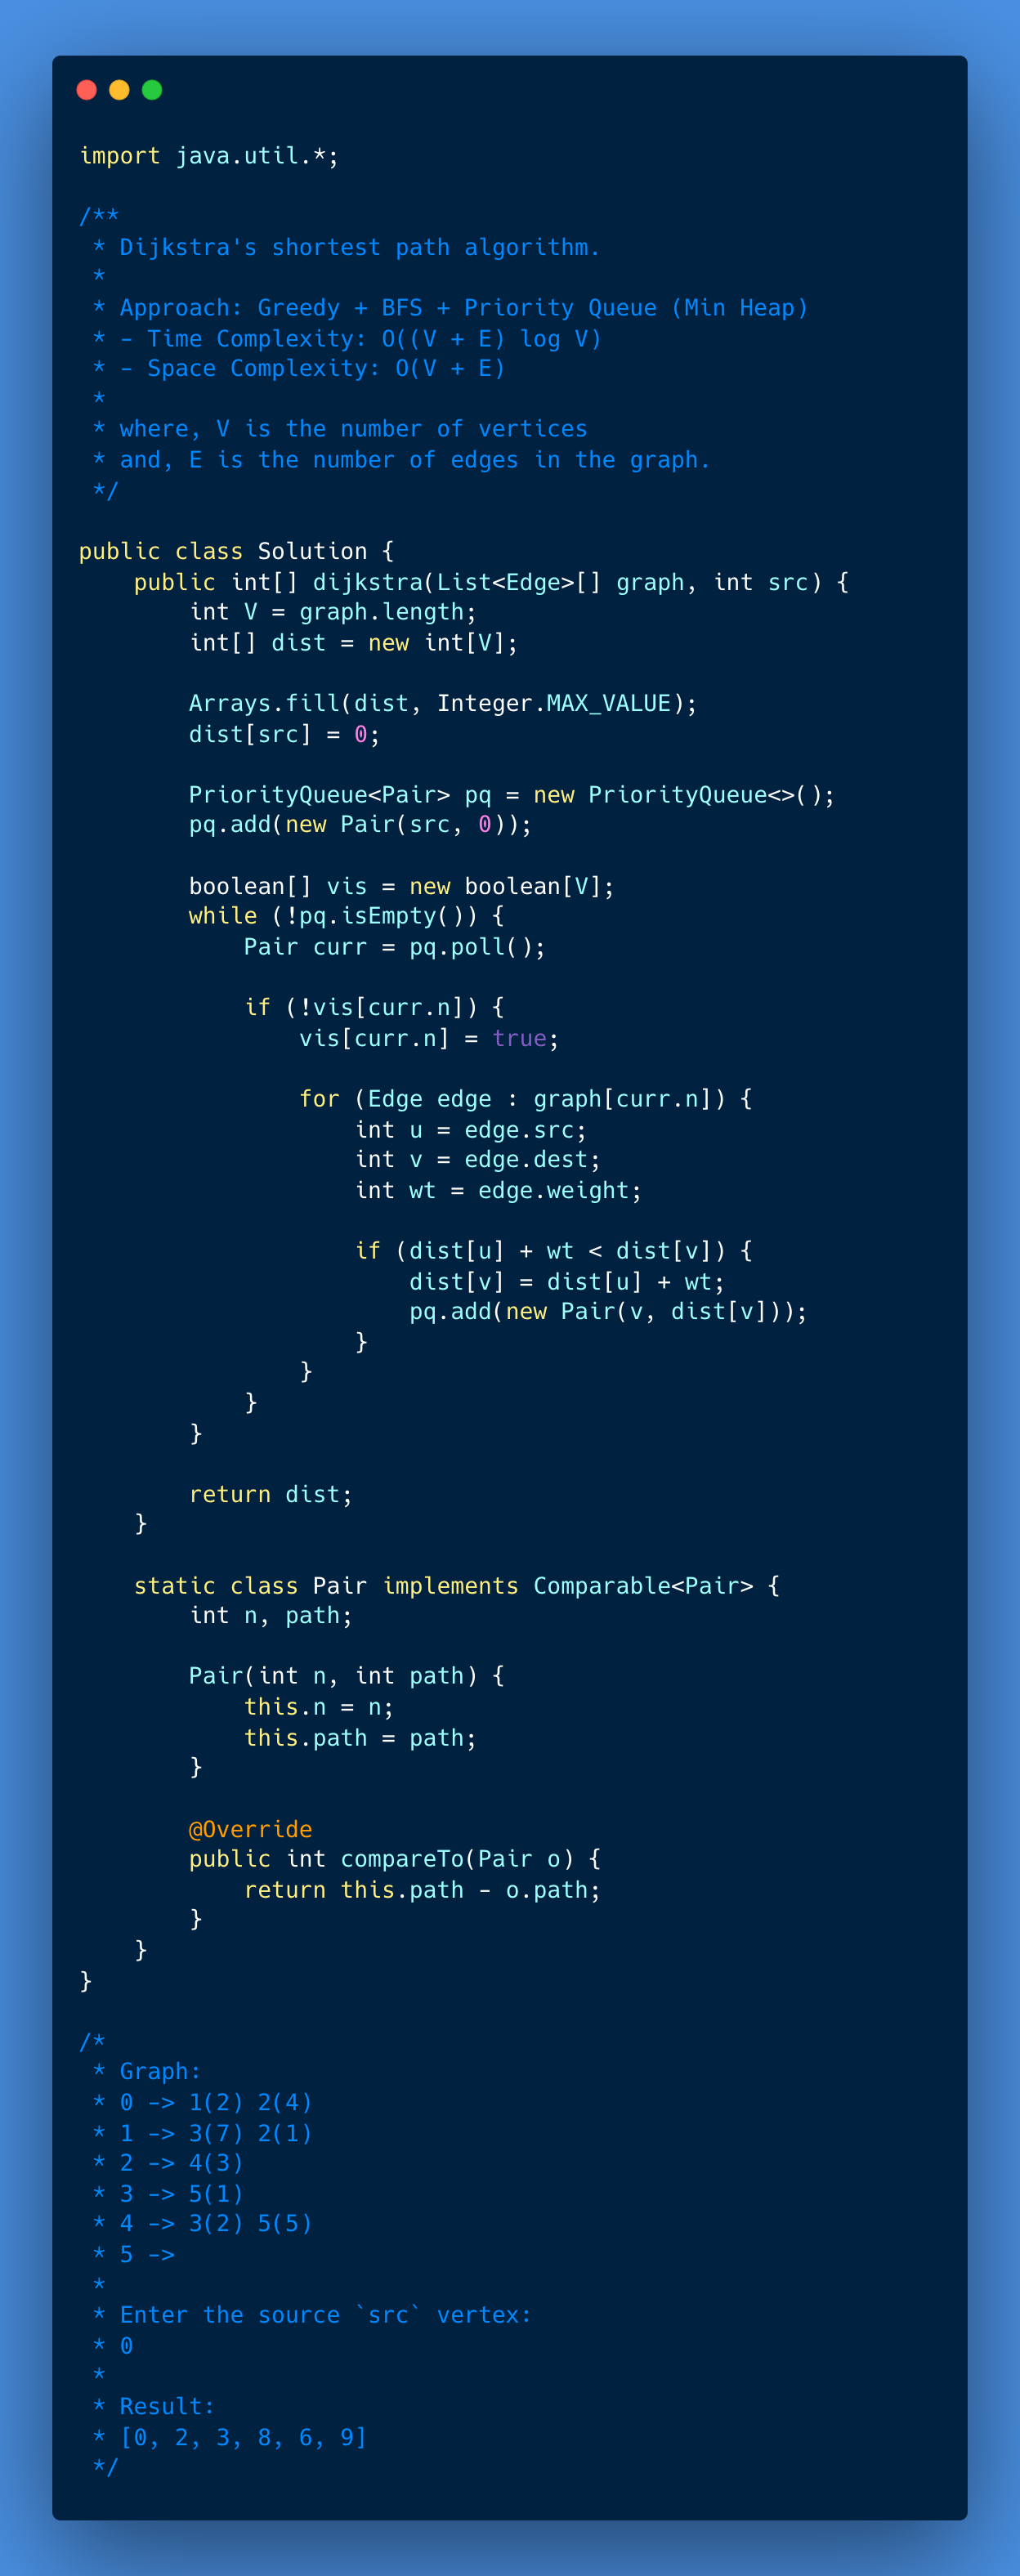 import java.util.*;

/**
 * Dijkstra's shortest path algorithm.
 *
 * Approach: Greedy + BFS + Priority Queue (Min Heap)
 * - Time Complexity: O((V + E) log V)
 * - Space Complexity: O(V + E)
 *
 * where, V is the number of vertices
 * and, E is the number of edges in the graph.
 */

public class Solution {
    public int[] dijkstra(List<Edge>[] graph, int src) {
        int V = graph.length;
        int[] dist = new int[V];

        Arrays.fill(dist, Integer.MAX_VALUE);
        dist[src] = 0;

        PriorityQueue<Pair> pq = new PriorityQueue<>();
        pq.add(new Pair(src, 0));

        boolean[] vis = new boolean[V];
        while (!pq.isEmpty()) {
            Pair curr = pq.poll();

            if (!vis[curr.n]) {
                vis[curr.n] = true;

                for (Edge edge : graph[curr.n]) {
                    int u = edge.src;
                    int v = edge.dest;
                    int wt = edge.weight;

                    if (dist[u] + wt < dist[v]) {
                        dist[v] = dist[u] + wt;
                        pq.add(new Pair(v, dist[v]));
                    }
                }
            }
        }

        return dist;
    }

    static class Pair implements Comparable<Pair> {
        int n, path;

        Pair(int n, int path) {
            this.n = n;
            this.path = path;
        }

        @Override
        public int compareTo(Pair o) {
            return this.path - o.path;
        }
    }
}

/*
 * Graph:
 * 0 -> 1(2) 2(4)
 * 1 -> 3(7) 2(1)
 * 2 -> 4(3)
 * 3 -> 5(1)
 * 4 -> 3(2) 5(5)
 * 5 ->
 *
 * Enter the source `src` vertex:
 * 0
 *
 * Result:
 * [0, 2, 3, 8, 6, 9]
 */